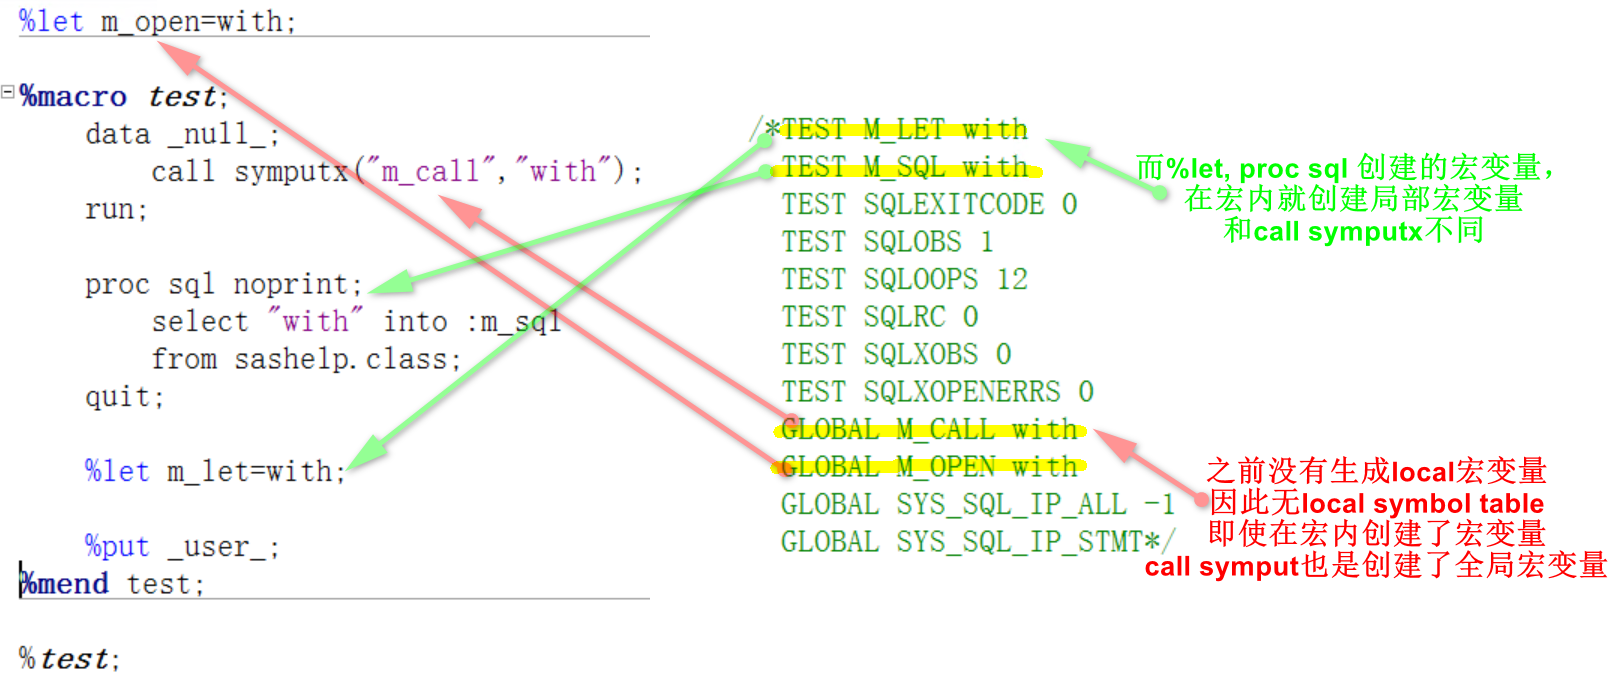 %let m_open=with;
%macro test;
data _null_;
call symputx("m_call","with");
run;
proc sql noprint;
select "with" into :m_sql
from sashelp.class;
quit;
%let m_let=with;
%put _user_;
%mend test;
%test;
/*TEST M_LET with
TEST M_SQL with
TEST SQLEXITCODE 0
TEST SQLOBS 1
TEST SQLOOPS 12
TEST SQLRC 0
TEST SQLXOBS 0
TEST SQLXOPENERRS 0
GLOBAL M_CALL with
GLOBAL M_OPEN with
GLOBAL SYS_SQL_IP_ALL -1
GLOBAL SYS_SQL_IP_STMT*/
而%let, proc sql 创建的宏变量，
在宏内就创建局部宏变量
和call symputx不同
之前没有生成local宏变量
因此无local symbol table
即使在宏内创建了宏变量
call symput也是创建了全局宏变量